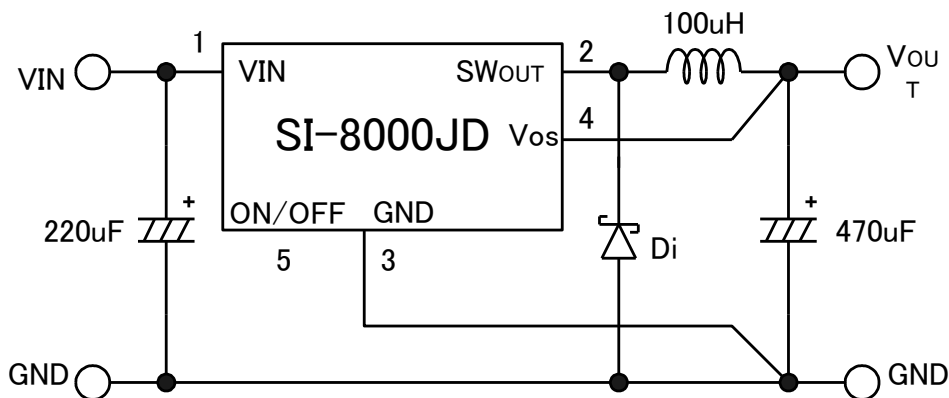 100uH
1
2
VIN
VIN
SWOUT
VOU
T
SI-8000JD
4
Vos
ON/OFF
GND
220uF
5
3
Di
470uF
GND
GND